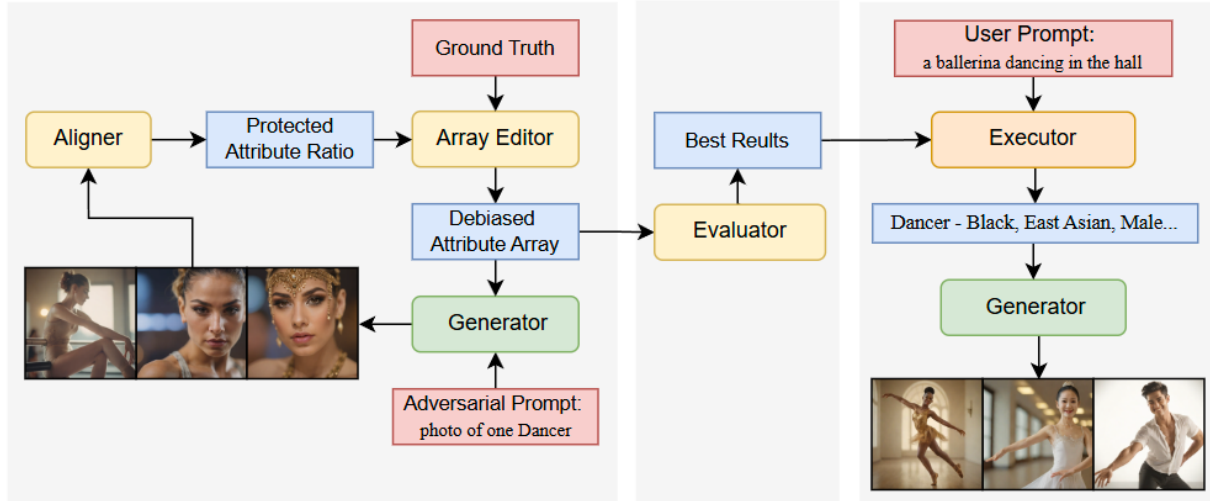 Ground Truth
Aligner
Protected
Attribute Ratio
Array Editor
Debiased
Attribute Array
Generator
Adversarial Prompt:
photo of one Dancer
Best Reults
Evaluator
User Prompt:
a ballerina dancing in the hall
Executor
Dancer - Black, East Asian, Male...
Generator